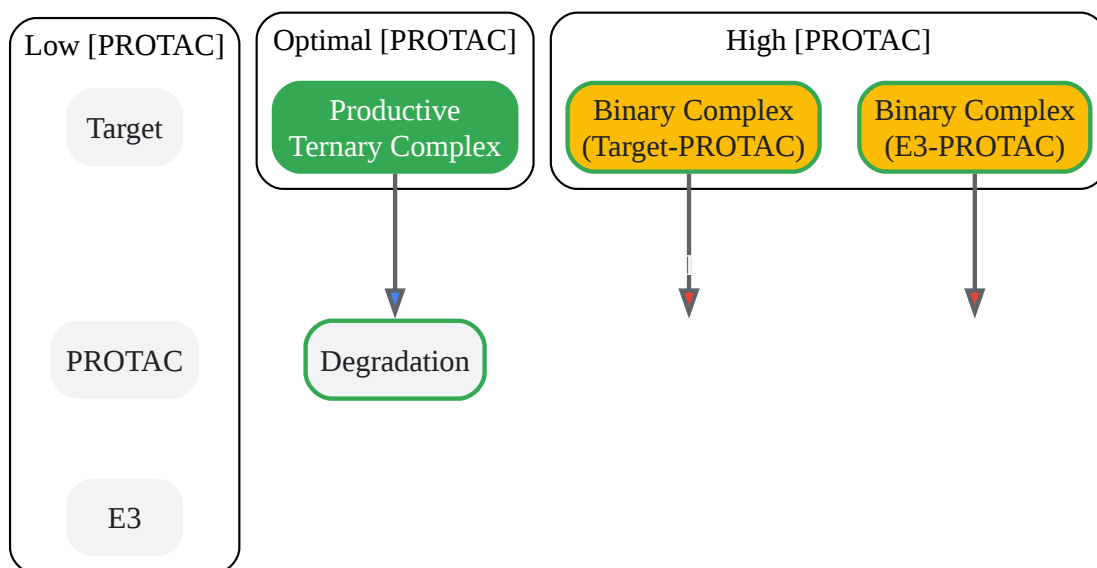 Low [PROTAC]
Target
PROTAC
E3
Optimal [PROTAC]
Productive
Ternary Complex
Degradation
High [PROTAC]
Binary Complex
(Target-PROTAC)
Binary Complex
(E3-PROTAC)